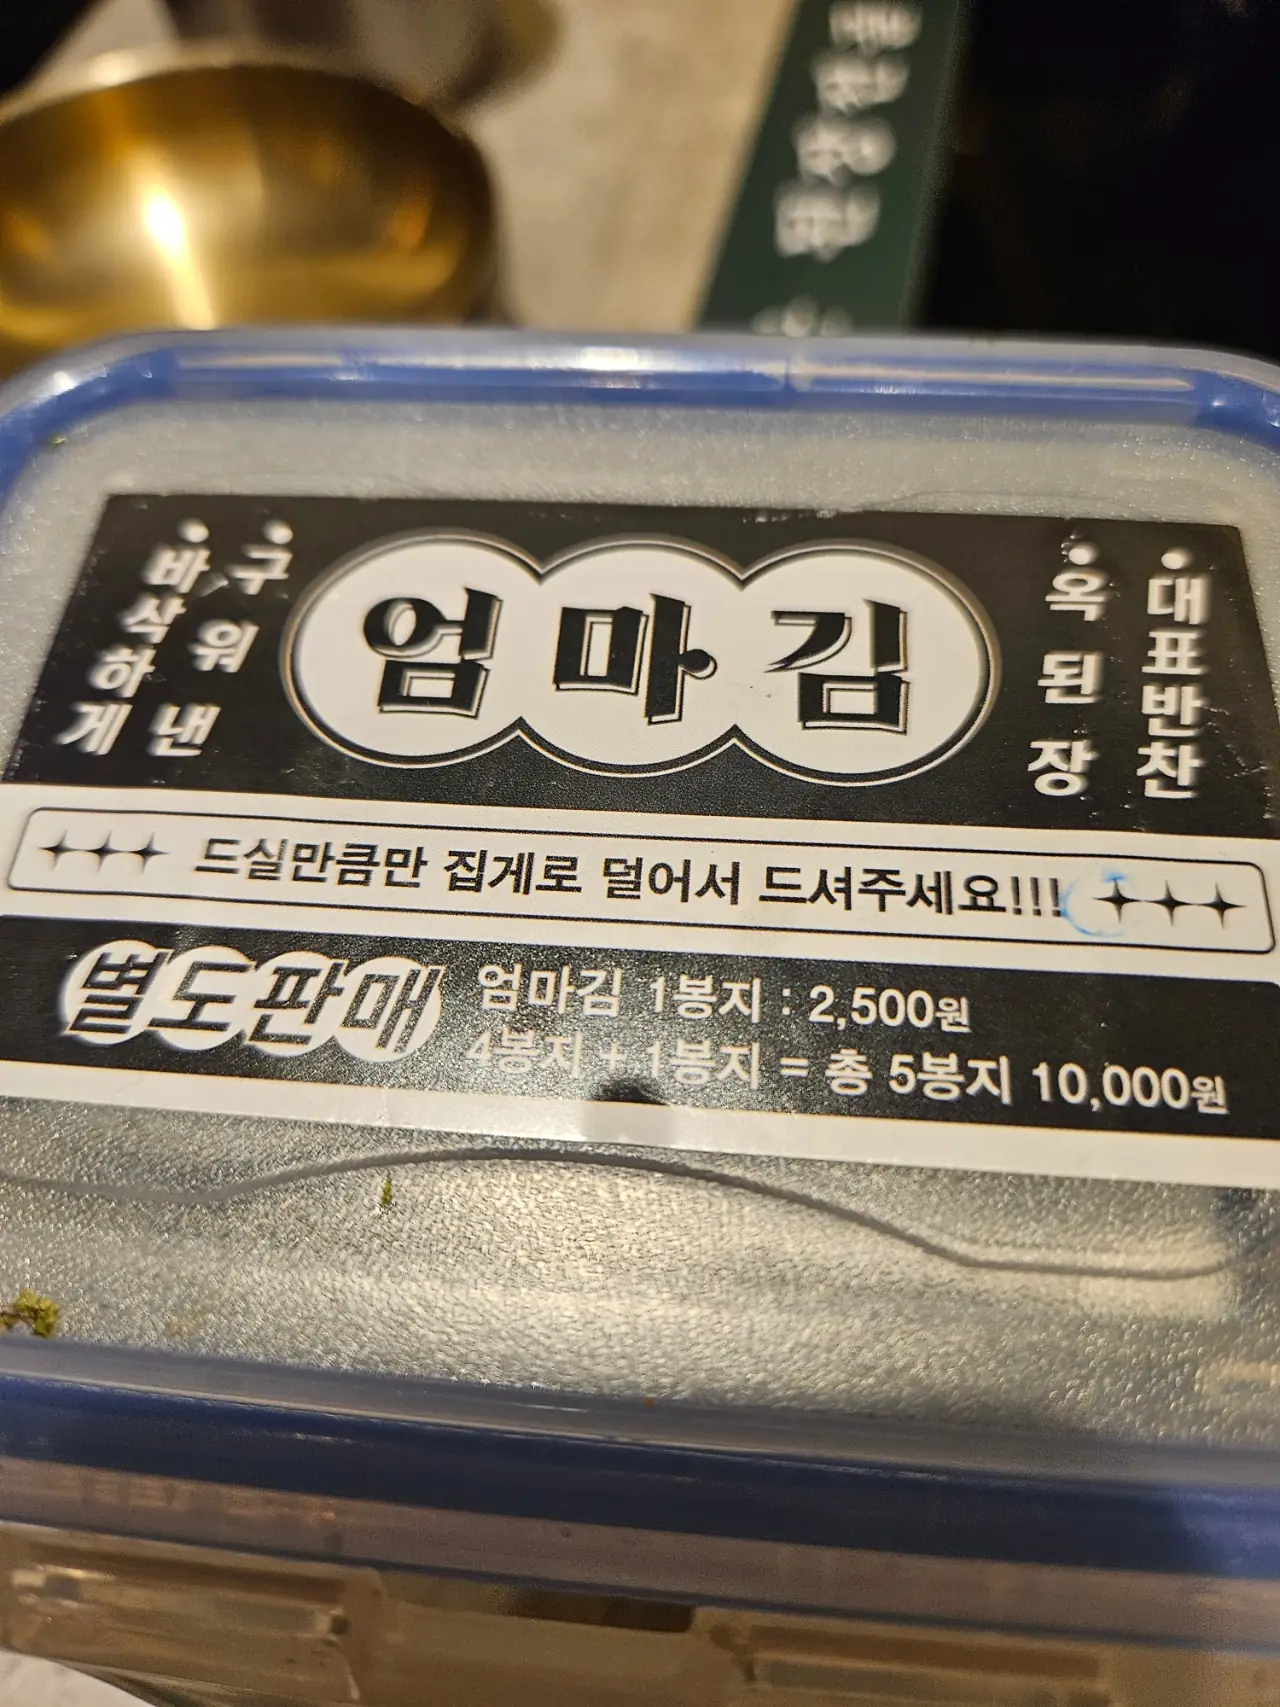 바삭하게
구워낸
엄마김
옥된장
대표반찬
드실만큼만 집게로 덜어서 드셔주세요!!!
별도판매
엄마김 1봉지 : 2,500원
4봉지 + 1봉지 = 총 5봉지 10,000원